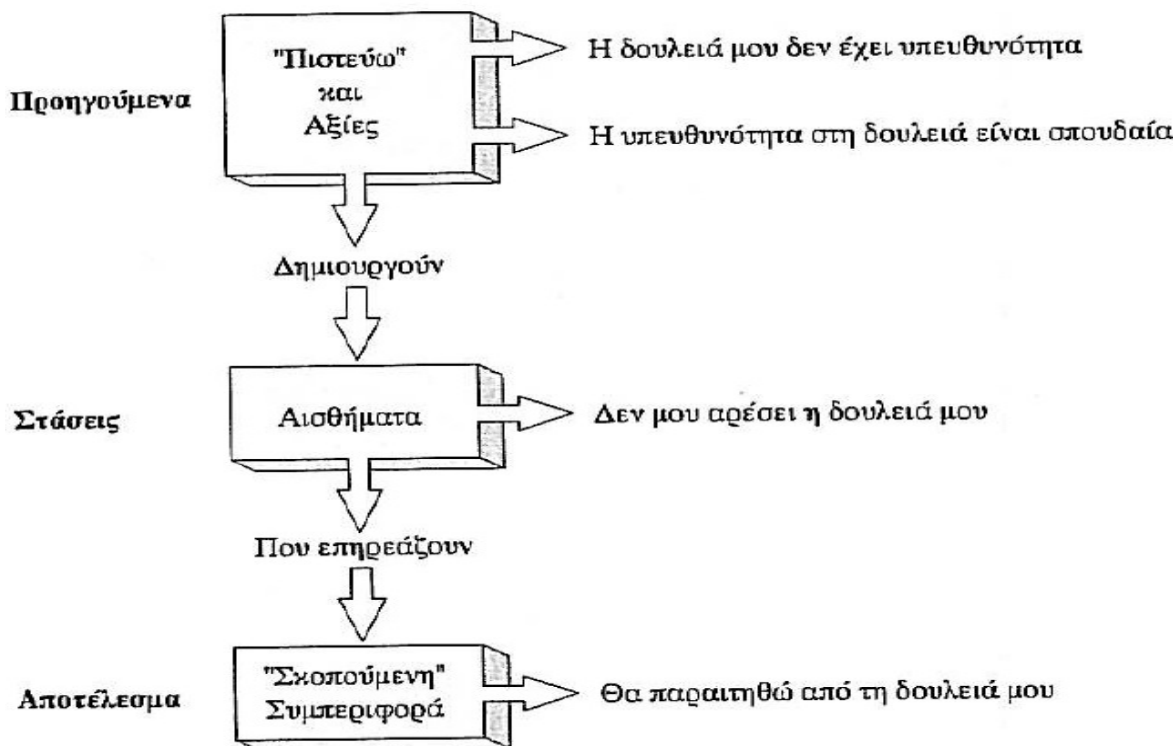 "Πιστεύω"
και
Αξίες
Η δουλειά μου δεν έχει υπευθυνότητα
Προηγούμενα
Η υπευθυνότητα στη δουλειά είναι σπουδαία
Δημιουργούν
Στάσεις
Αισθήματα
Δεν μου αρέσει η δουλειά μου
Που επηρεάζουν
Αποτέλεσμα
"Σκοπούμενη"
Συμπεριφορά
Θα παραιτηθώ από τη δουλειά μου